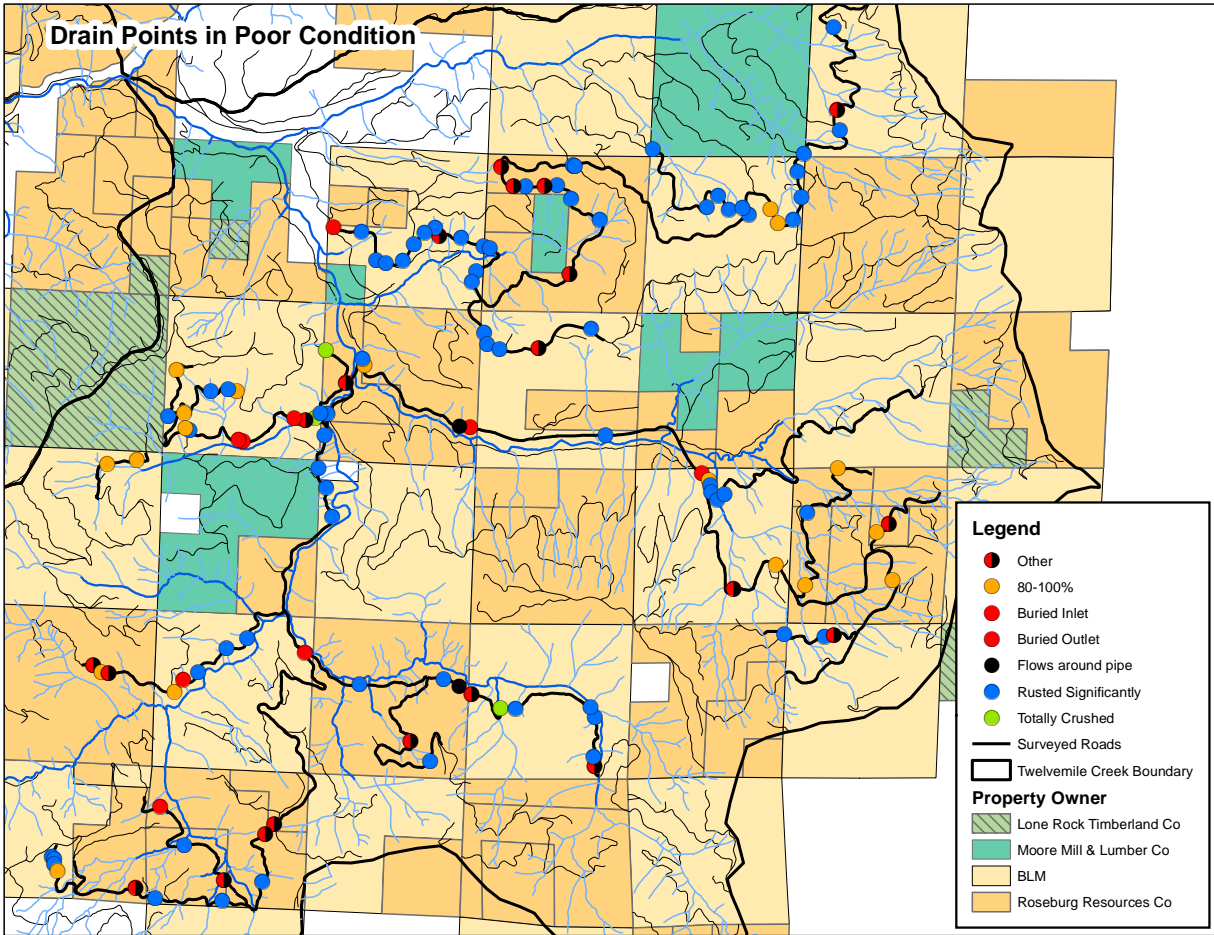 Drain Points in Poor Condition
Legend
Other
80-100%
Buried Inlet
Buried Outlet
Flows around pipe
Rusted Significantly
Totally Crushed
Surveyed Roads
Twelvemile Creek Boundary
Property Owner
Lone Rock Timberland Co
Moore Mill & Lumber Co
BLM
Roseburg Resources Co